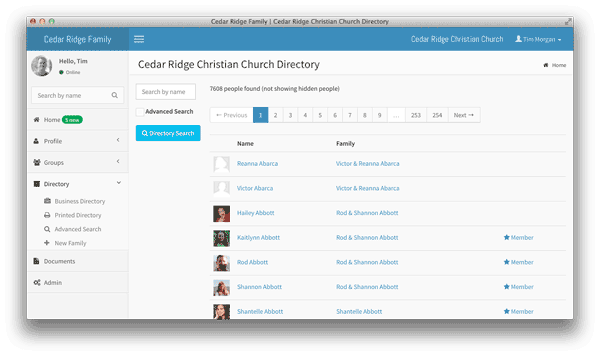 Cedar Ridge Family | Cedar Ridge Christian Church Directory
Cedar Ridge Family
Cedar Ridge Christian Church Tim Morgan
Hello, Tim
Online
Search by name
Home 5 new
Profile
Groups
Directory
Business Directory
Printed Directory
Advanced Search
New Family
Documents
Admin
Cedar Ridge Christian Church Directory
Home
Search by name
Advanced Search
Directory Search
7608 people found (not showing hidden people)
← Previous 1 2 3 4 5 6 7 8 9 ... 253 254 Next →
Name Family
Reanna Abarca Victor & Reanna Abarca
Victor Abarca Victor & Reanna Abarca
Hailey Abbott Rod & Shannon Abbott
Kaitlynn Abbott Rod & Shannon Abbott Member
Rod Abbott Rod & Shannon Abbott Member
Shannon Abbott Rod & Shannon Abbott Member
Shantelle Abbott Shantelle Abbott Member